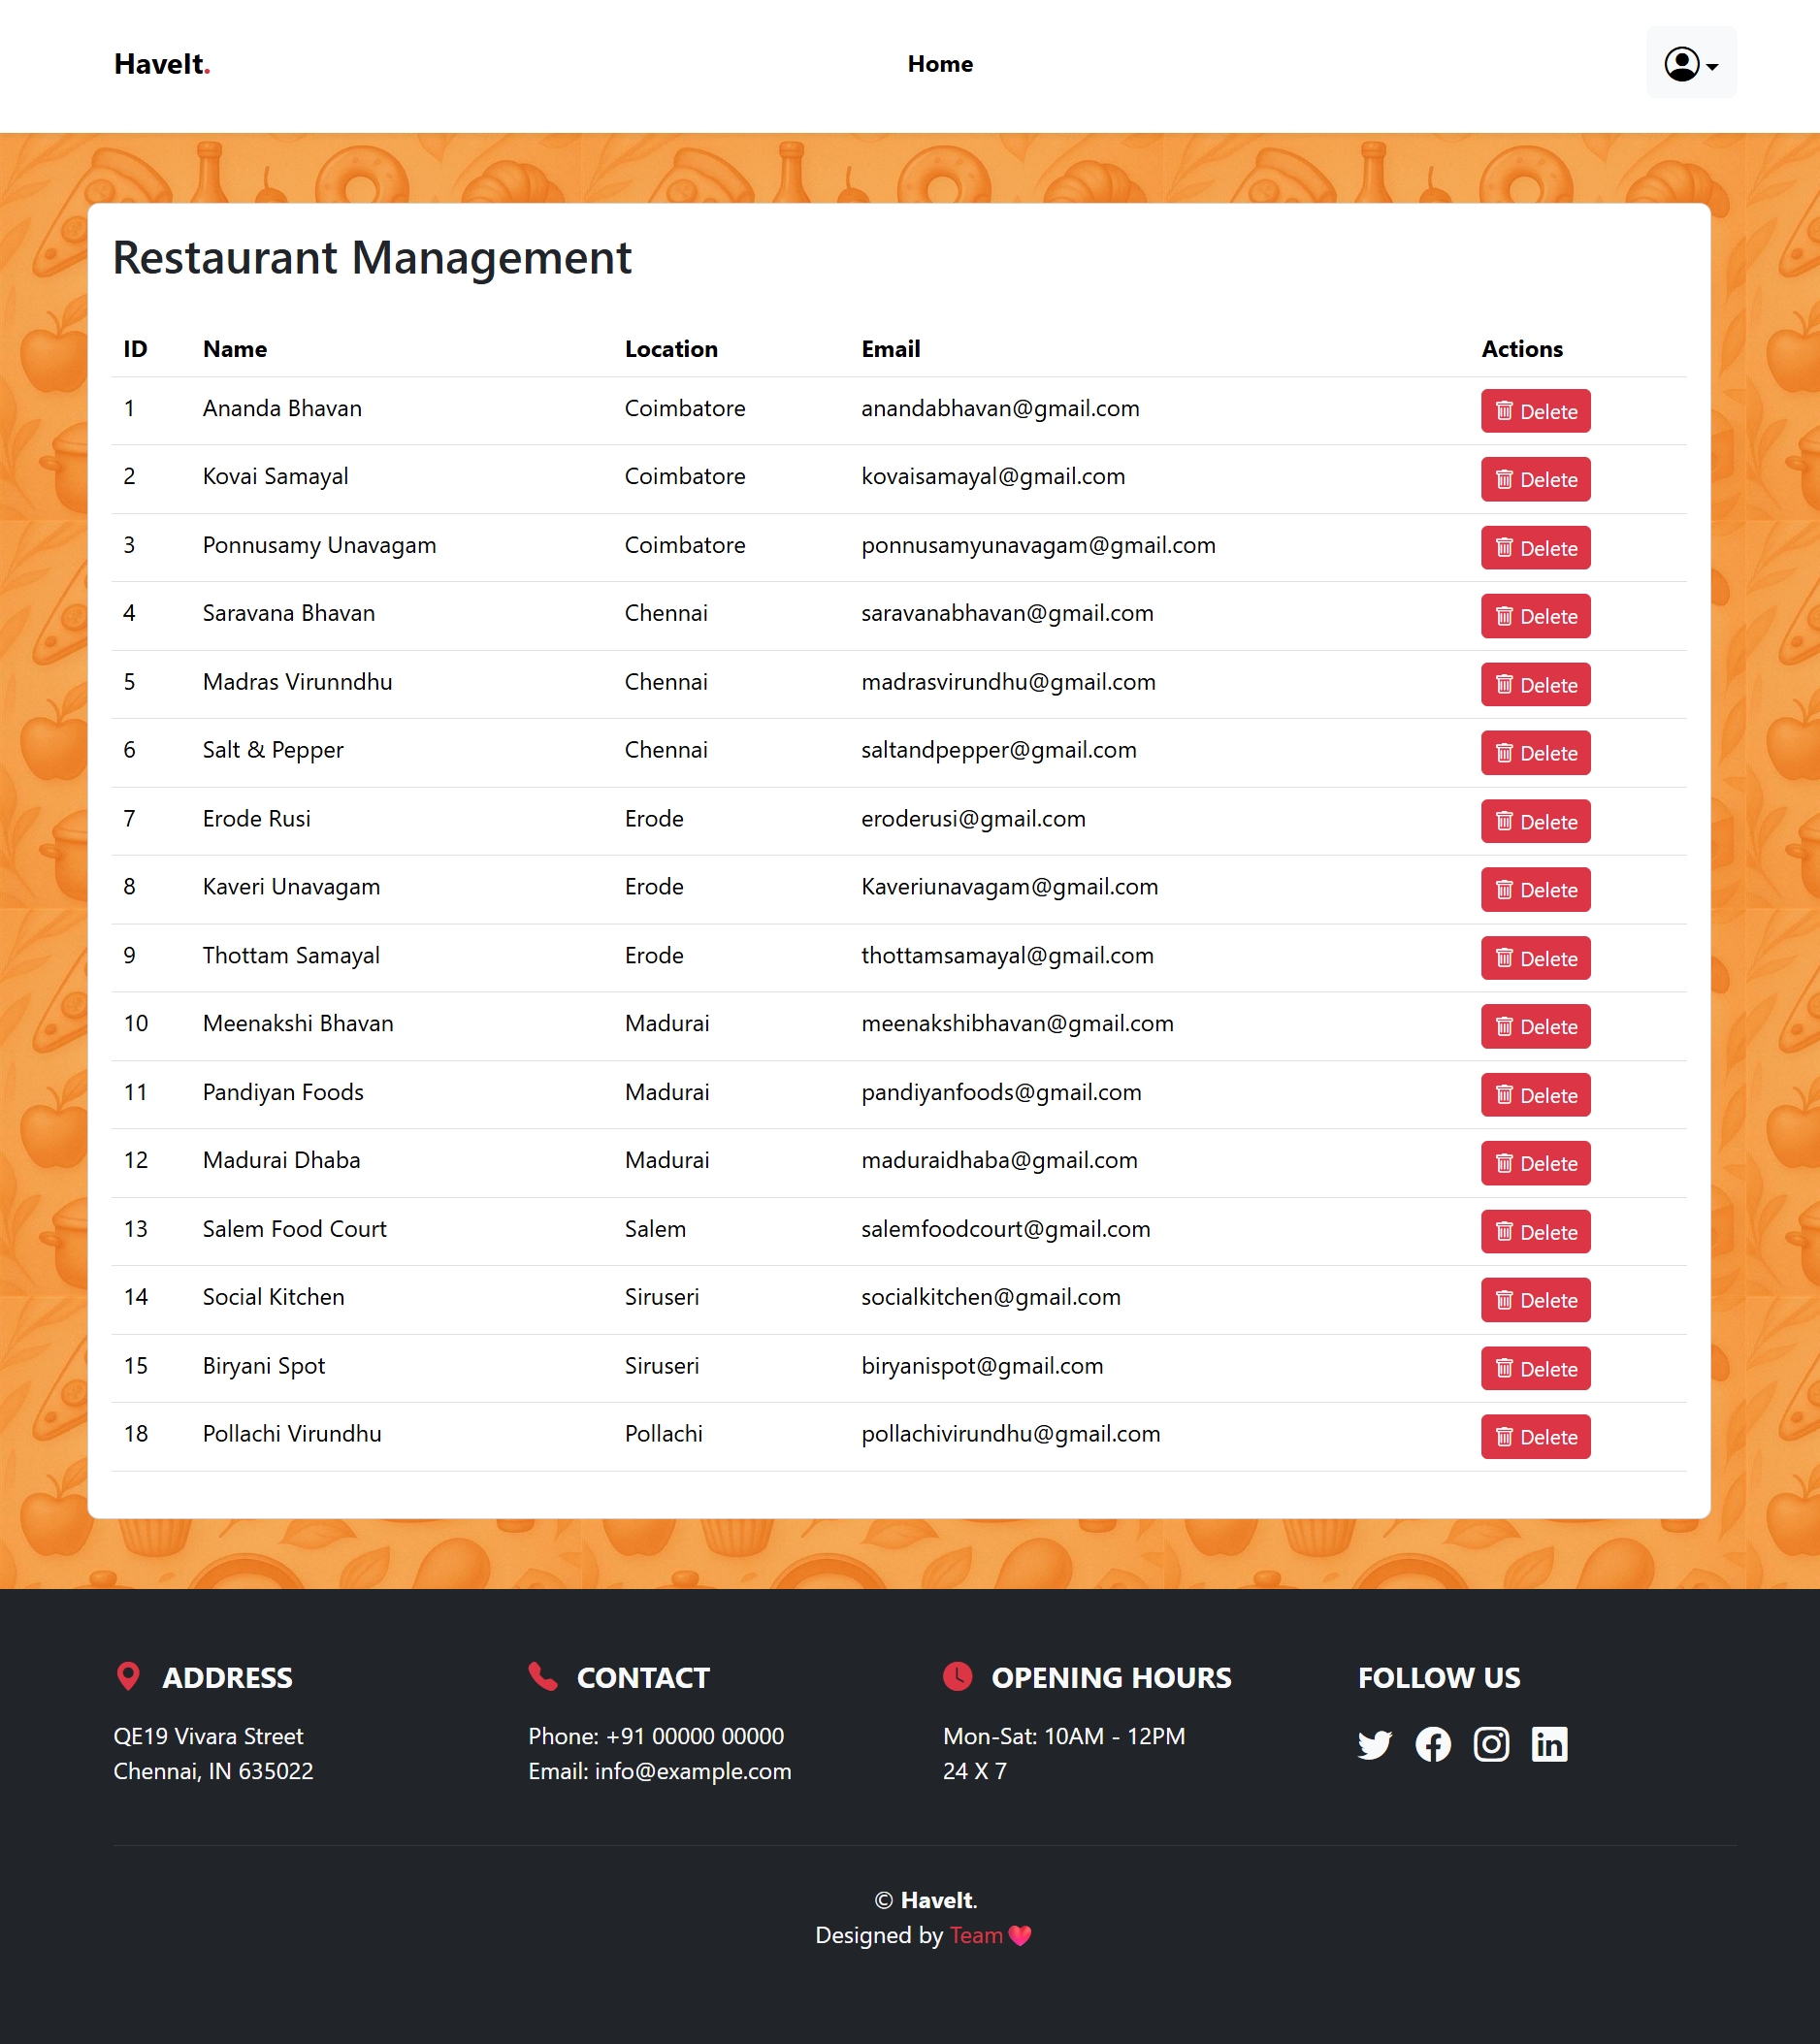 HaveIt.
Home
Restaurant Management
ID Name Location Email Actions
1 Ananda Bhavan Coimbatore anandabhavan@gmail.com Delete
2 Kovai Samayal Coimbatore kovaisamayal@gmail.com Delete
3 Ponnusamy Unavagam Coimbatore ponnusamyunavagam@gmail.com Delete
4 Saravana Bhavan Chennai saravanabhavan@gmail.com Delete
5 Madras Virunndhu Chennai madrasvirundhu@gmail.com Delete
6 Salt & Pepper Chennai saltandpepper@gmail.com Delete
7 Erode Rusi Erode eroderusi@gmail.com Delete
8 Kaveri Unavagam Erode Kaveriunavagam@gmail.com Delete
9 Thottam Samayal Erode thottamsamayal@gmail.com Delete
10 Meenakshi Bhavan Madurai meenakshibhavan@gmail.com Delete
11 Pandiyan Foods Madurai pandiyanfoods@gmail.com Delete
12 Madurai Dhaba Madurai maduraidhaba@gmail.com Delete
13 Salem Food Court Salem salemfoodcourt@gmail.com Delete
14 Social Kitchen Siruseri socialkitchen@gmail.com Delete
15 Biryani Spot Siruseri biryanispot@gmail.com Delete
18 Pollachi Virundhu Pollachi pollachivirundhu@gmail.com Delete
ADDRESS
QE19 Vivara Street
Chennai, IN 635022
CONTACT
Phone: +91 00000 00000
Email: info@example.com
OPENING HOURS
Mon-Sat: 10AM - 12PM
24 X 7
FOLLOW US
© HaveIt.
Designed by Team